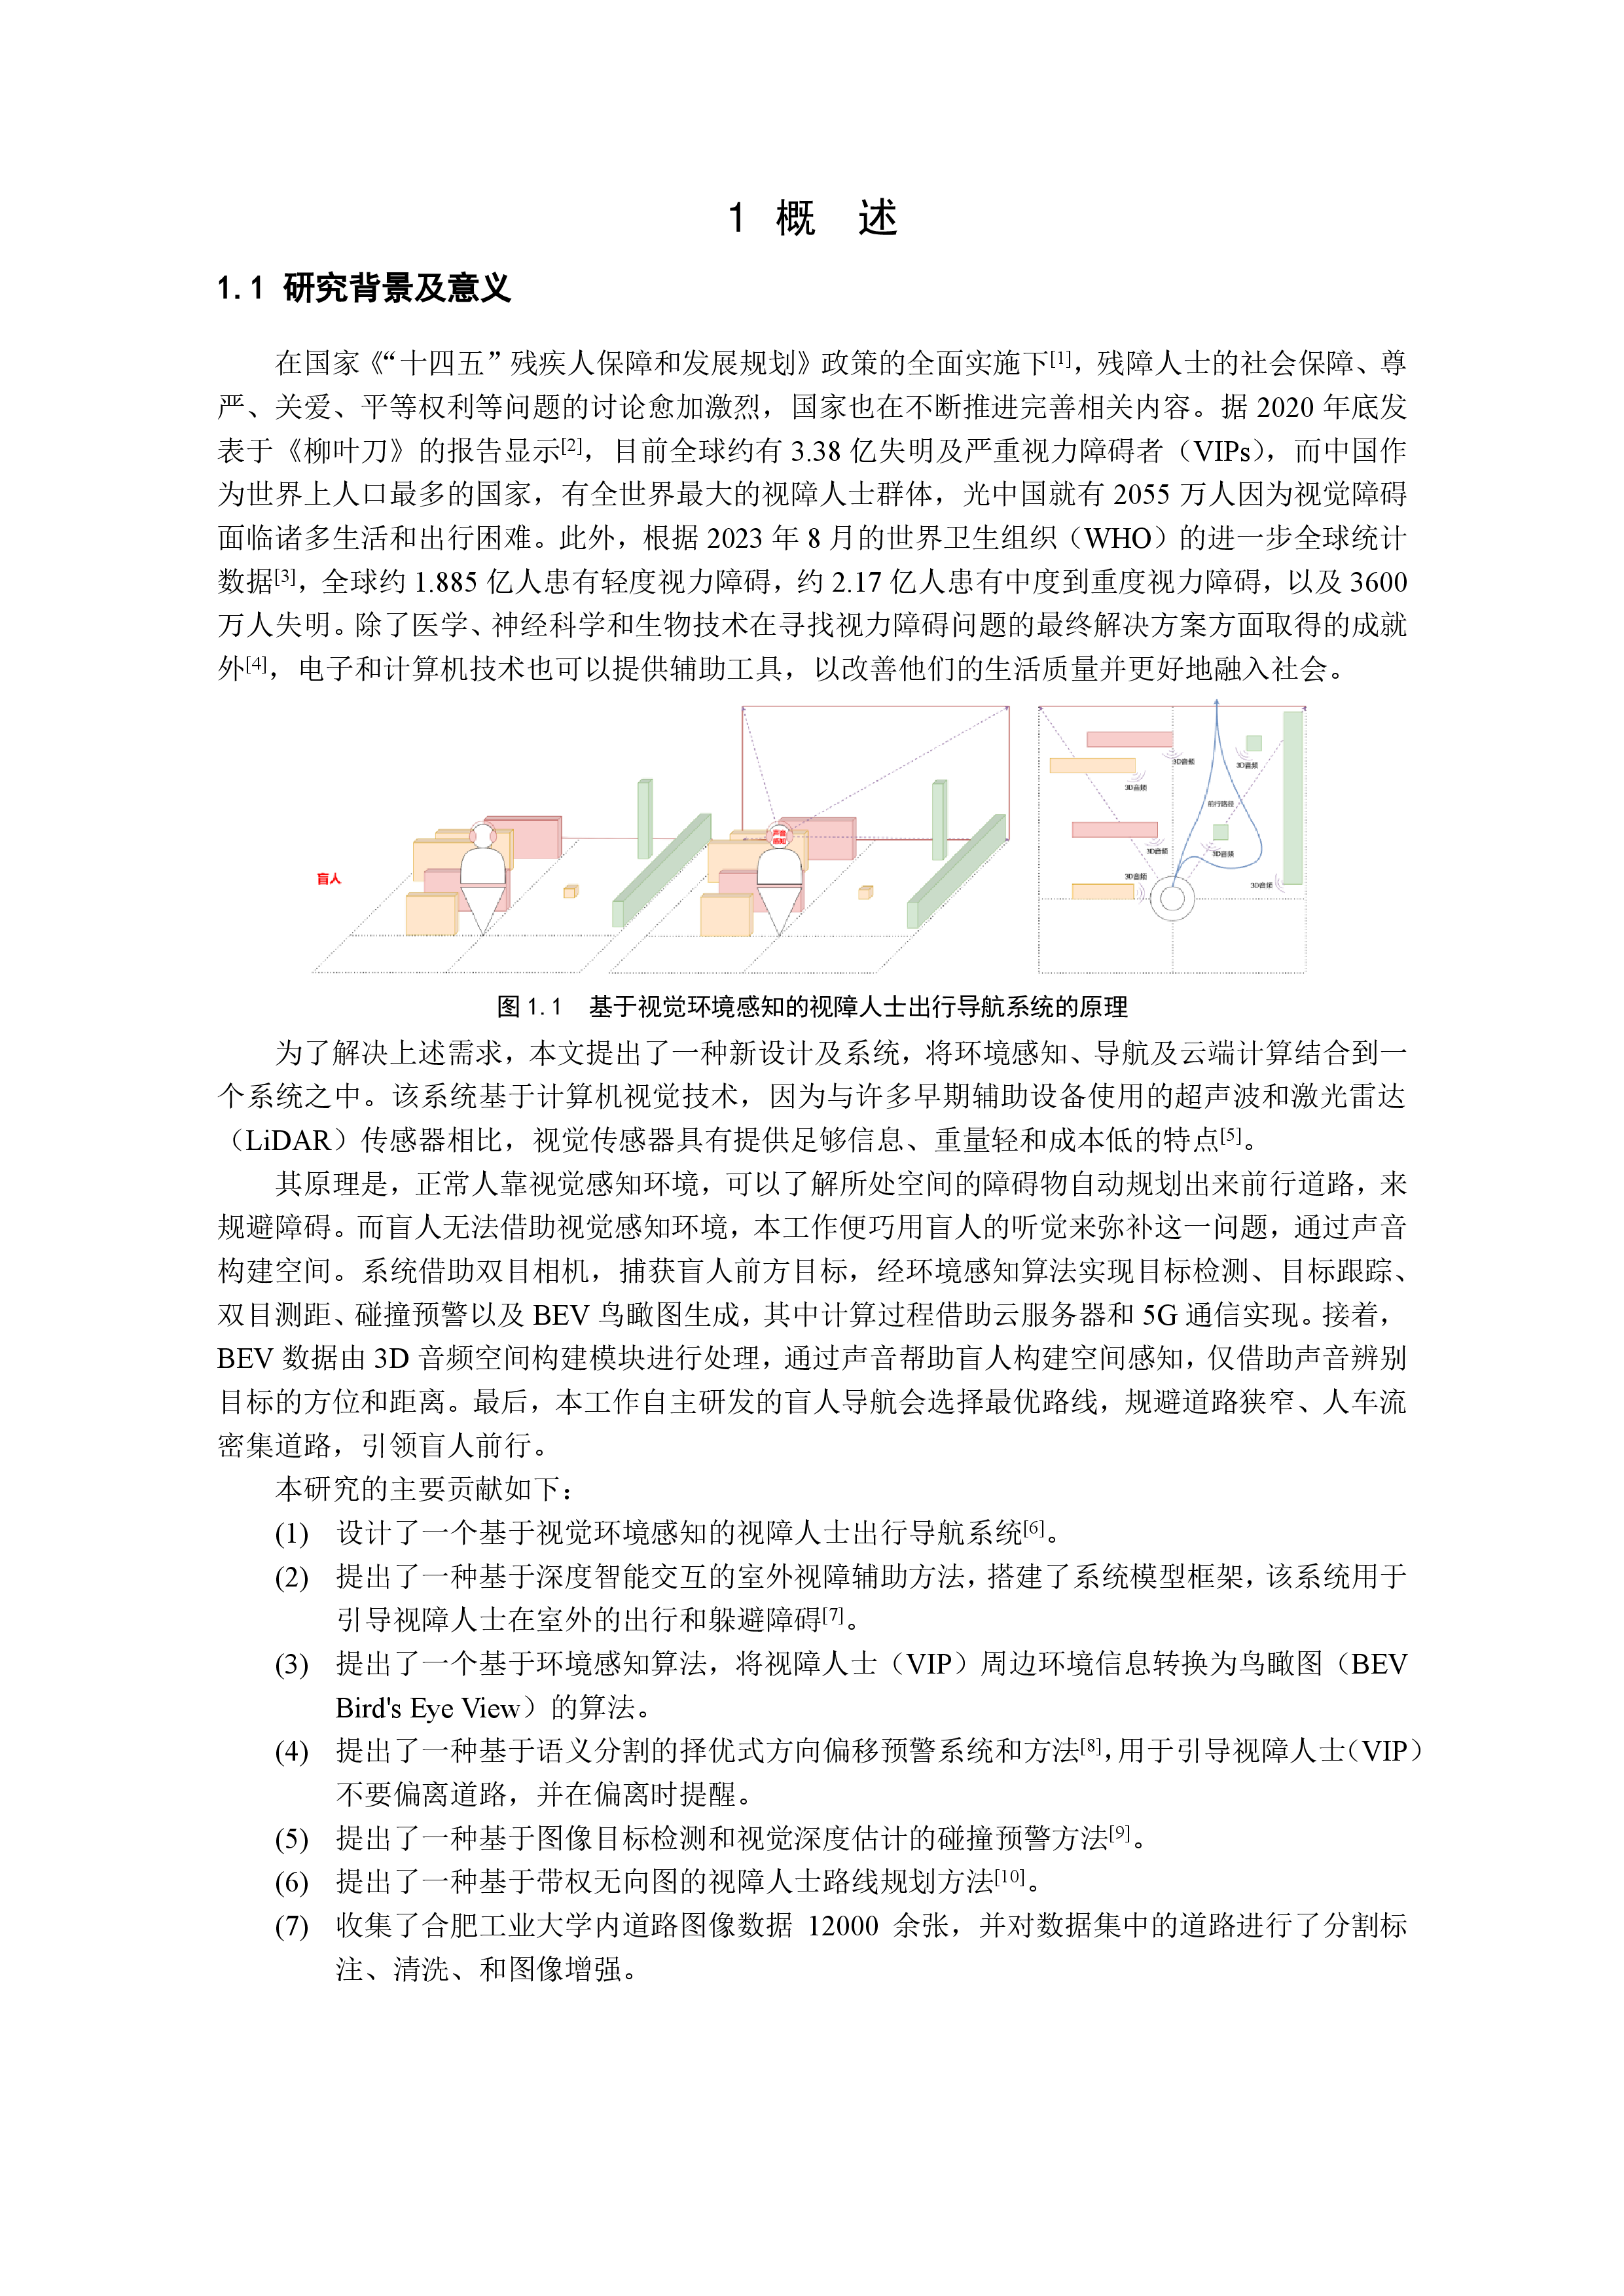 1 概 述
1.1 研究背景及意义
在国家《“十四五”残疾人保障和发展规划》政策的全面实施下[1]，残障人士的社会保障、尊
严、关爱、平等权利等问题的讨论愈加激烈，国家也在不断推进完善相关内容。据 2020 年底发
表于《柳叶刀》的报告显示[2]，目前全球约有 3.38 亿失明及严重视力障碍者（VIPs），而中国作
为世界上人口最多的国家，有全世界最大的视障人士群体，光中国就有 2055 万人因为视觉障碍
面临诸多生活和出行困难。此外，根据 2023 年 8 月的世界卫生组织（WHO）的进一步全球统计
数据[3]，全球约 1.885 亿人患有轻度视力障碍，约 2.17 亿人患有中度到重度视力障碍，以及 3600
万人失明。除了医学、神经科学和生物技术在寻找视力障碍问题的最终解决方案方面取得的成就
外[4]，电子和计算机技术也可以提供辅助工具，以改善他们的生活质量并更好地融入社会。
盲人
声音
感知
3D音频
3D音频
3D音频
前行路径
3D音频
3D音频
3D音频
3D音频
图 1.1 基于视觉环境感知的视障人士出行导航系统的原理
为了解决上述需求，本文提出了一种新设计及系统，将环境感知、导航及云端计算结合到一
个系统之中。该系统基于计算机视觉技术，因为与许多早期辅助设备使用的超声波和激光雷达
（LiDAR）传感器相比，视觉传感器具有提供足够信息、重量轻和成本低的特点[5]。
其原理是，正常人靠视觉感知环境，可以了解所处空间的障碍物自动规划出来前行道路，来
规避障碍。而盲人无法借助视觉感知环境，本工作便巧用盲人的听觉来弥补这一问题，通过声音
构建空间。系统借助双目相机，捕获盲人前方目标，经环境感知算法实现目标检测、目标跟踪、
双目测距、碰撞预警以及 BEV 鸟瞰图生成，其中计算过程借助云服务器和 5G 通信实现。接着，
BEV 数据由 3D 音频空间构建模块进行处理，通过声音帮助盲人构建空间感知，仅借助声音辨别
目标的方位和距离。最后，本工作自主研发的盲人导航会选择最优路线，规避道路狭窄、人车流
密集道路，引领盲人前行。
本研究的主要贡献如下：
(1) 设计了一个基于视觉环境感知的视障人士出行导航系统[6]。
(2) 提出了一种基于深度智能交互的室外视障辅助方法，搭建了系统模型框架，该系统用于
引导视障人士在室外的出行和躲避障碍[7]。
(3) 提出了一个基于环境感知算法，将视障人士（VIP）周边环境信息转换为鸟瞰图（BEV
Bird's Eye View）的算法。
(4) 提出了一种基于语义分割的择优式方向偏移预警系统和方法[8]，用于引导视障人士（VIP）
不要偏离道路，并在偏离时提醒。
(5) 提出了一种基于图像目标检测和视觉深度估计的碰撞预警方法[9]。
(6) 提出了一种基于带权无向图的视障人士路线规划方法[10]。
(7) 收集了合肥工业大学内道路图像数据 12000 余张，并对数据集中的道路进行了分割标
注、清洗、和图像增强。